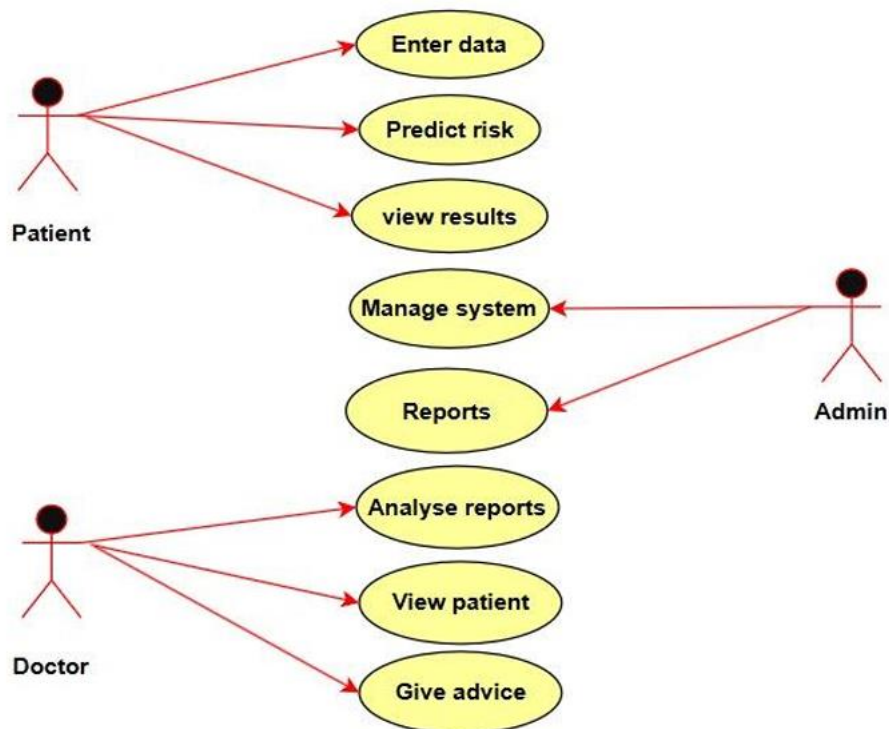 Enter data
Predict risk
view results
Patient
Manage system
Reports
Admin
Analyse reports
View patient
Doctor
Give advice